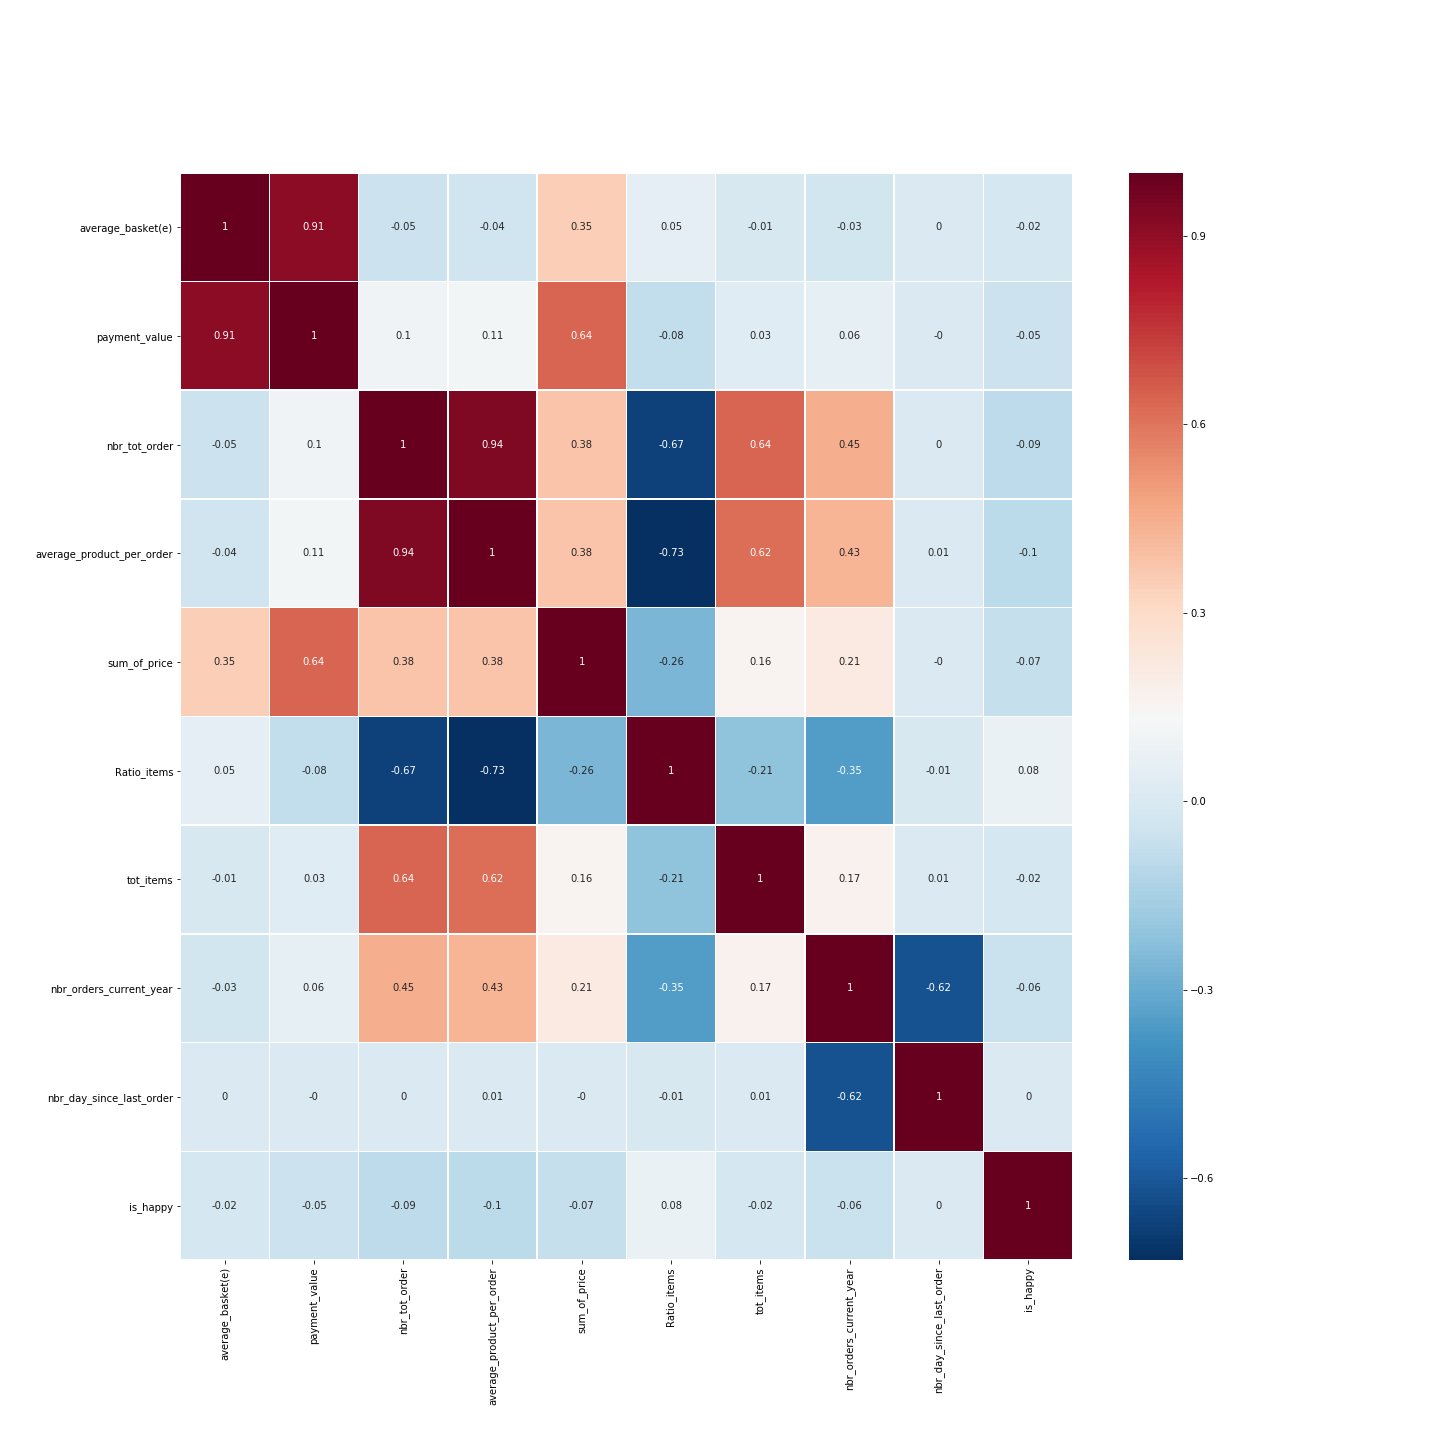 average_basket(e) 1 0.91 -0.05 -0.04 0.35 0.05 -0.01 -0.03 0 -0.02
payment_value 0.91 1 0.1 0.11 0.64 -0.08 0.03 0.06 -0 -0.05
nbr_tot_order -0.05 0.1 1 0.94 0.38 -0.67 0.64 0.45 0 -0.09
average_product_per_order -0.04 0.11 0.94 1 0.38 -0.73 0.62 0.43 0.01 -0.1
sum_of_price 0.35 0.64 0.38 0.38 1 -0.26 0.16 0.21 -0 -0.07
Ratio_items 0.05 -0.08 -0.67 -0.73 -0.26 1 -0.21 -0.35 -0.01 0.08
tot_items -0.01 0.03 0.64 0.62 0.16 -0.21 1 0.17 0.01 -0.02
nbr_orders_current_year -0.03 0.06 0.45 0.43 0.21 -0.35 0.17 1 -0.62 -0.06
nbr_day_since_last_order 0 -0 0 0.01 -0 -0.01 0.01 -0.62 1 0
is_happy -0.02 -0.05 -0.09 -0.1 -0.07 0.08 -0.02 -0.06 0 1
average_basket(e)
payment_value
nbr_tot_order
average_product_per_order
sum_of_price
Ratio_items
tot_items
nbr_orders_current_year
nbr_day_since_last_order
is_happy
0.9
0.6
0.3
0.0
−0.3
−0.6